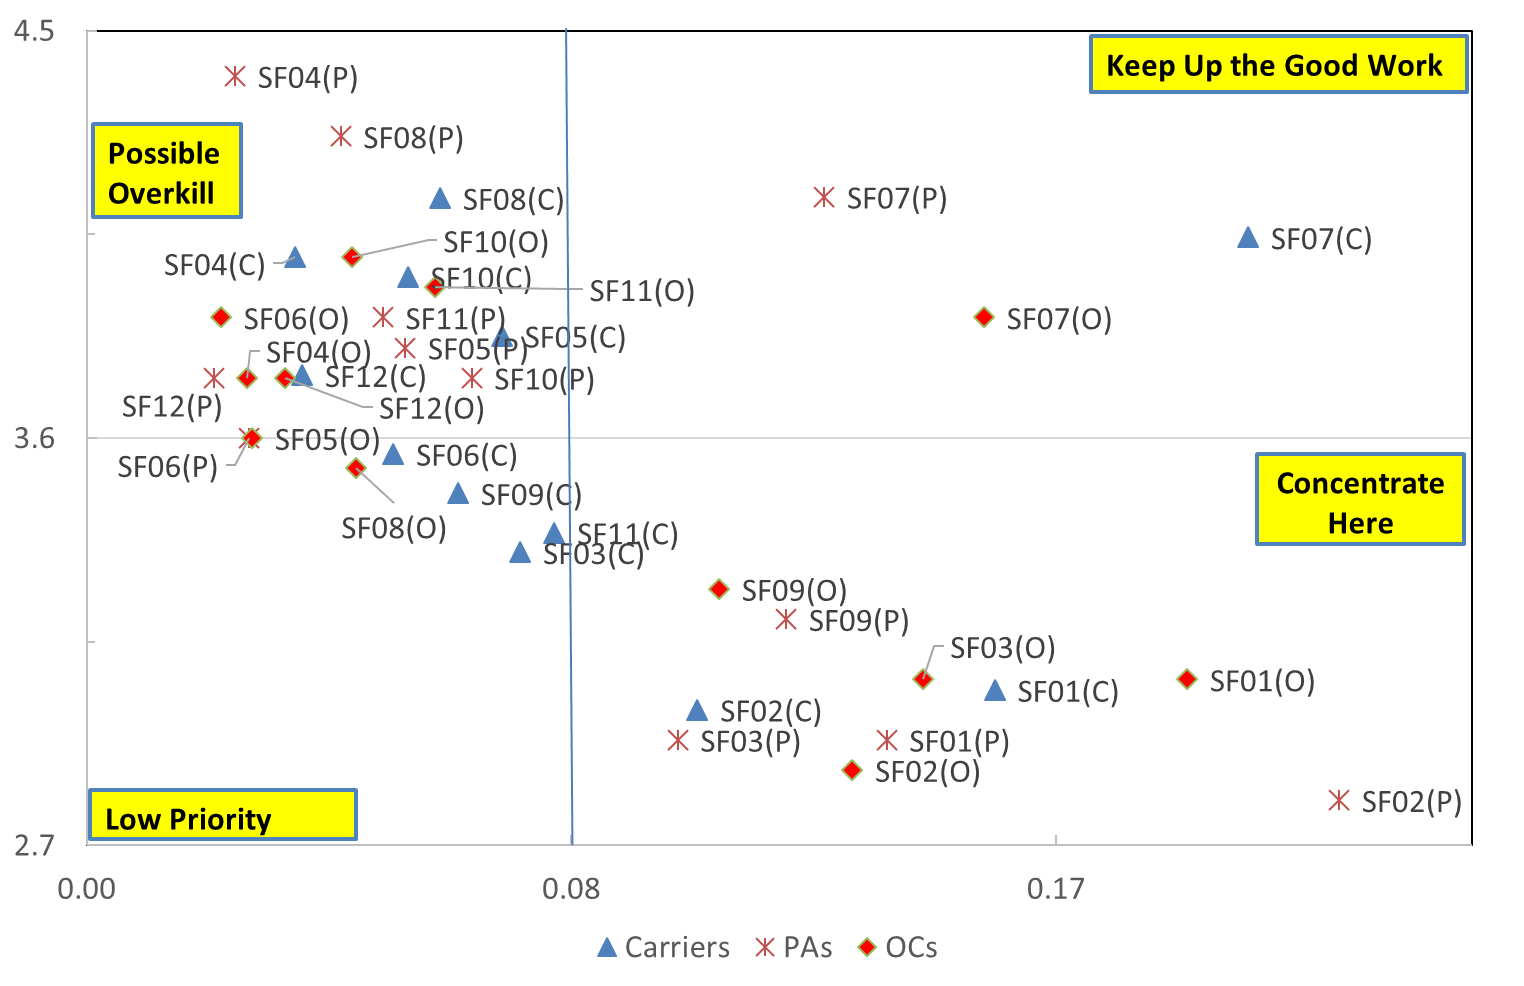 4.5
Keep Up the Good Work
SF04(P)
Possible
Overkill
SF08(P)
SF08(C)
SF07(P)
SF07(C)
SF10(O)
SF04(C)
SF10(C)
SF11(O)
SF06(O)
SF11(P)
SF07(O)
SF05(C)
SF05(P)
SF04(O)
SF12(C)
SF10(P)
SF12(P)
SF12(O)
3.6
SF05(O)
SF06(P)
SF06(C)
SF09(C)
Concentrate
Here
SF08(O)
SF11(C)
SF03(C)
SF09(O)
SF09(P)
SF03(O)
SF01(O)
SF01(C)
SF02(C)
SF03(P)
SF01(P)
SF02(O)
SF02(P)
Low Priority
2.7
0.00
0.08
0.17
Carriers
PAs
OCs